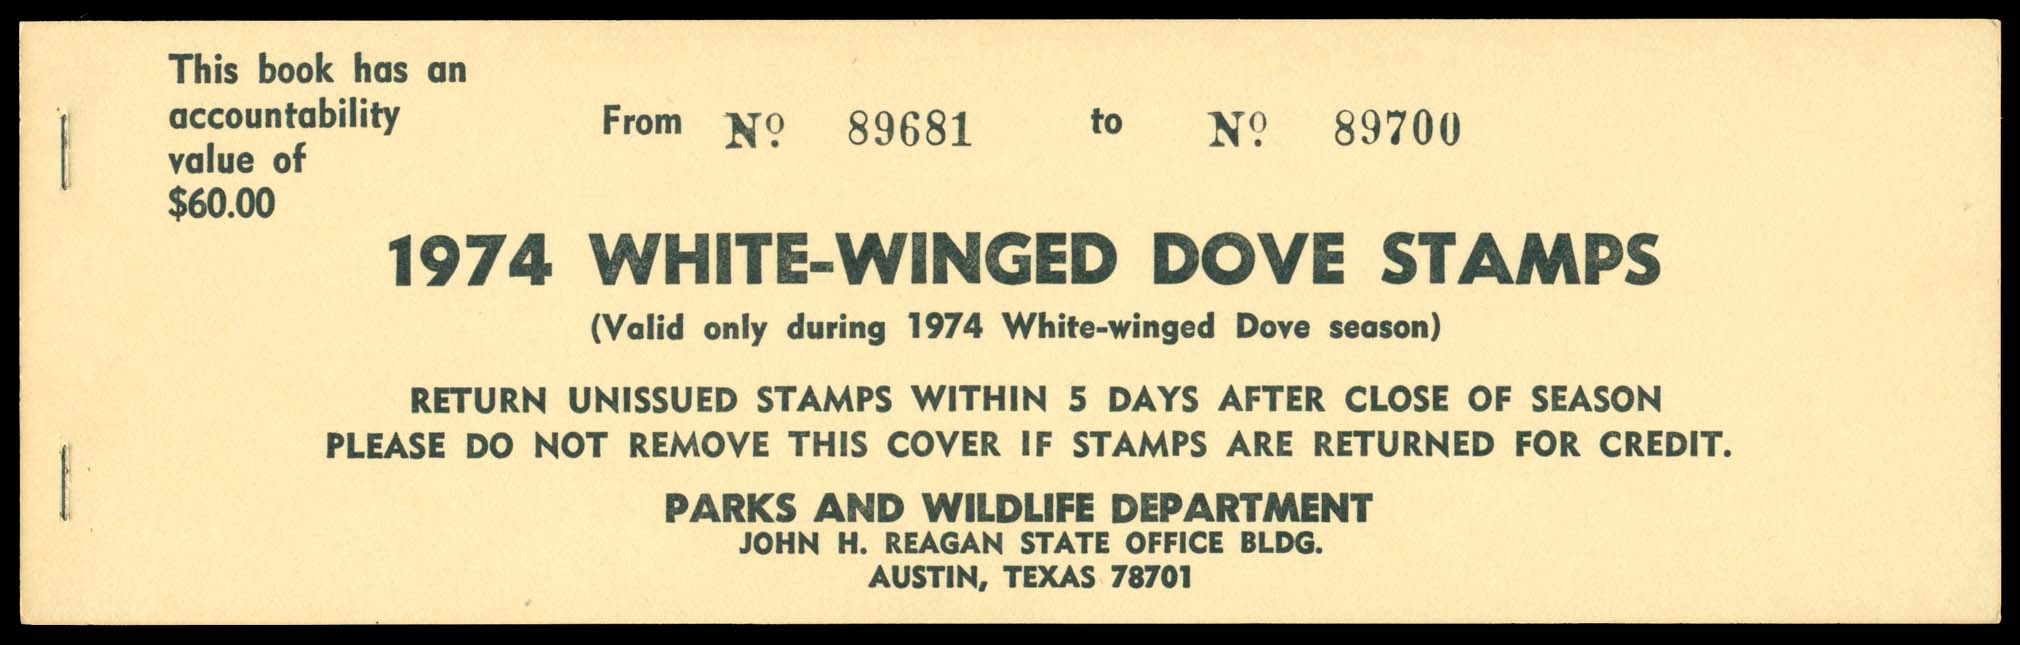 This book has an
accountability
value of
$60.00
From Nº 89681 to Nº 89700
1974 WHITE-WINGED DOVE STAMPS
(Valid only during 1974 White-winged Dove season)
RETURN UNISSUED STAMPS WITHIN 5 DAYS AFTER CLOSE OF SEASON
PLEASE DO NOT REMOVE THIS COVER IF STAMPS ARE RETURNED FOR CREDIT.
PARKS AND WILDLIFE DEPARTMENT
JOHN H. REAGAN STATE OFFICE BLDG.
AUSTIN, TEXAS 78701